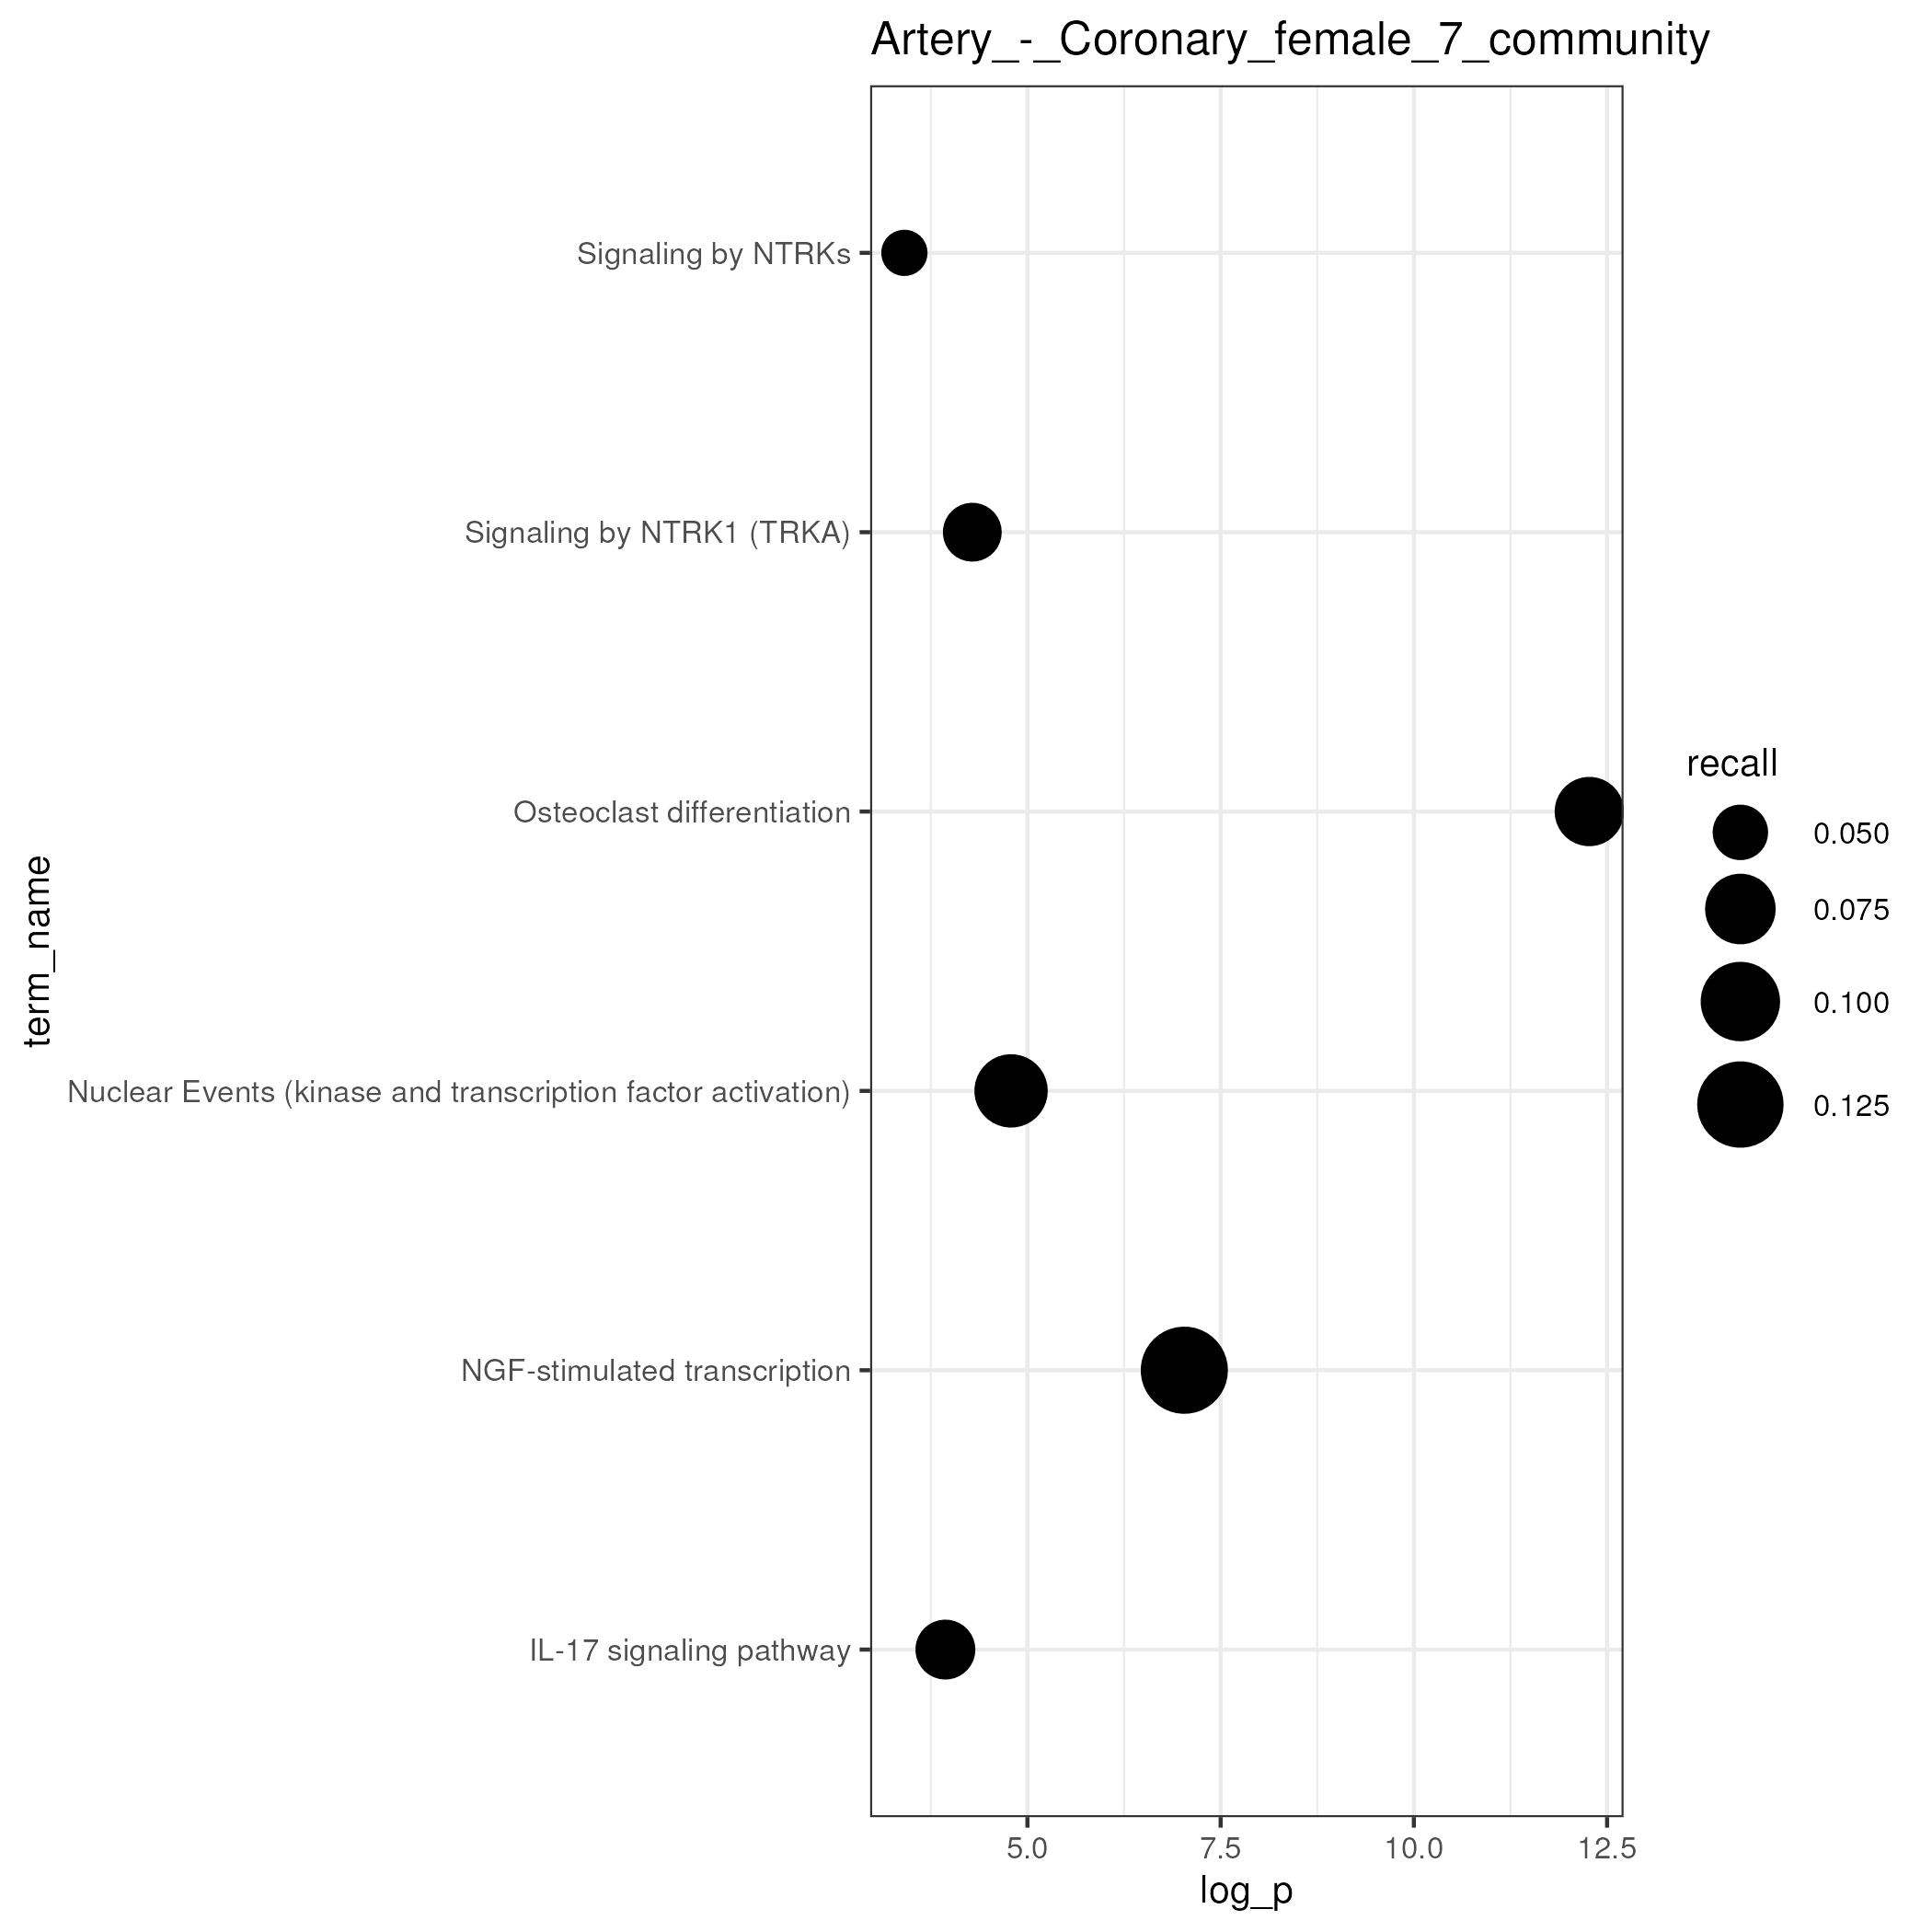 Artery_-_Coronary_female_7_community
Signaling by NTRKs
Signaling by NTRK1 (TRKA)
Osteoclast differentiation
Nuclear Events (kinase and transcription factor activation)
NGF-stimulated transcription
IL-17 signaling pathway
term_name
5.0 7.5 10.0 12.5
log_p
recall
0.050
0.075
0.100
0.125